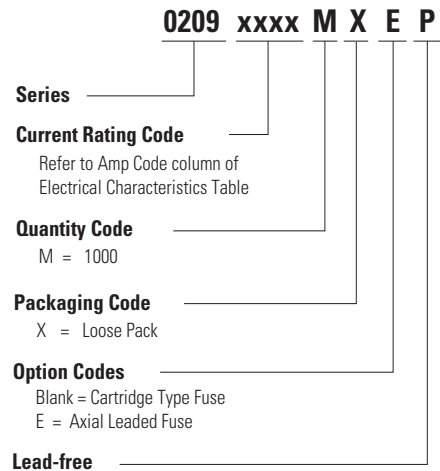 0209 xxxx M X E P
Series
Current Rating Code
Refer to Amp Code column of
Electrical Characteristics Table
Quantity Code
M = 1000
Packaging Code
X = Loose Pack
Option Codes
Blank = Cartridge Type Fuse
E = Axial Leaded Fuse
Lead-free